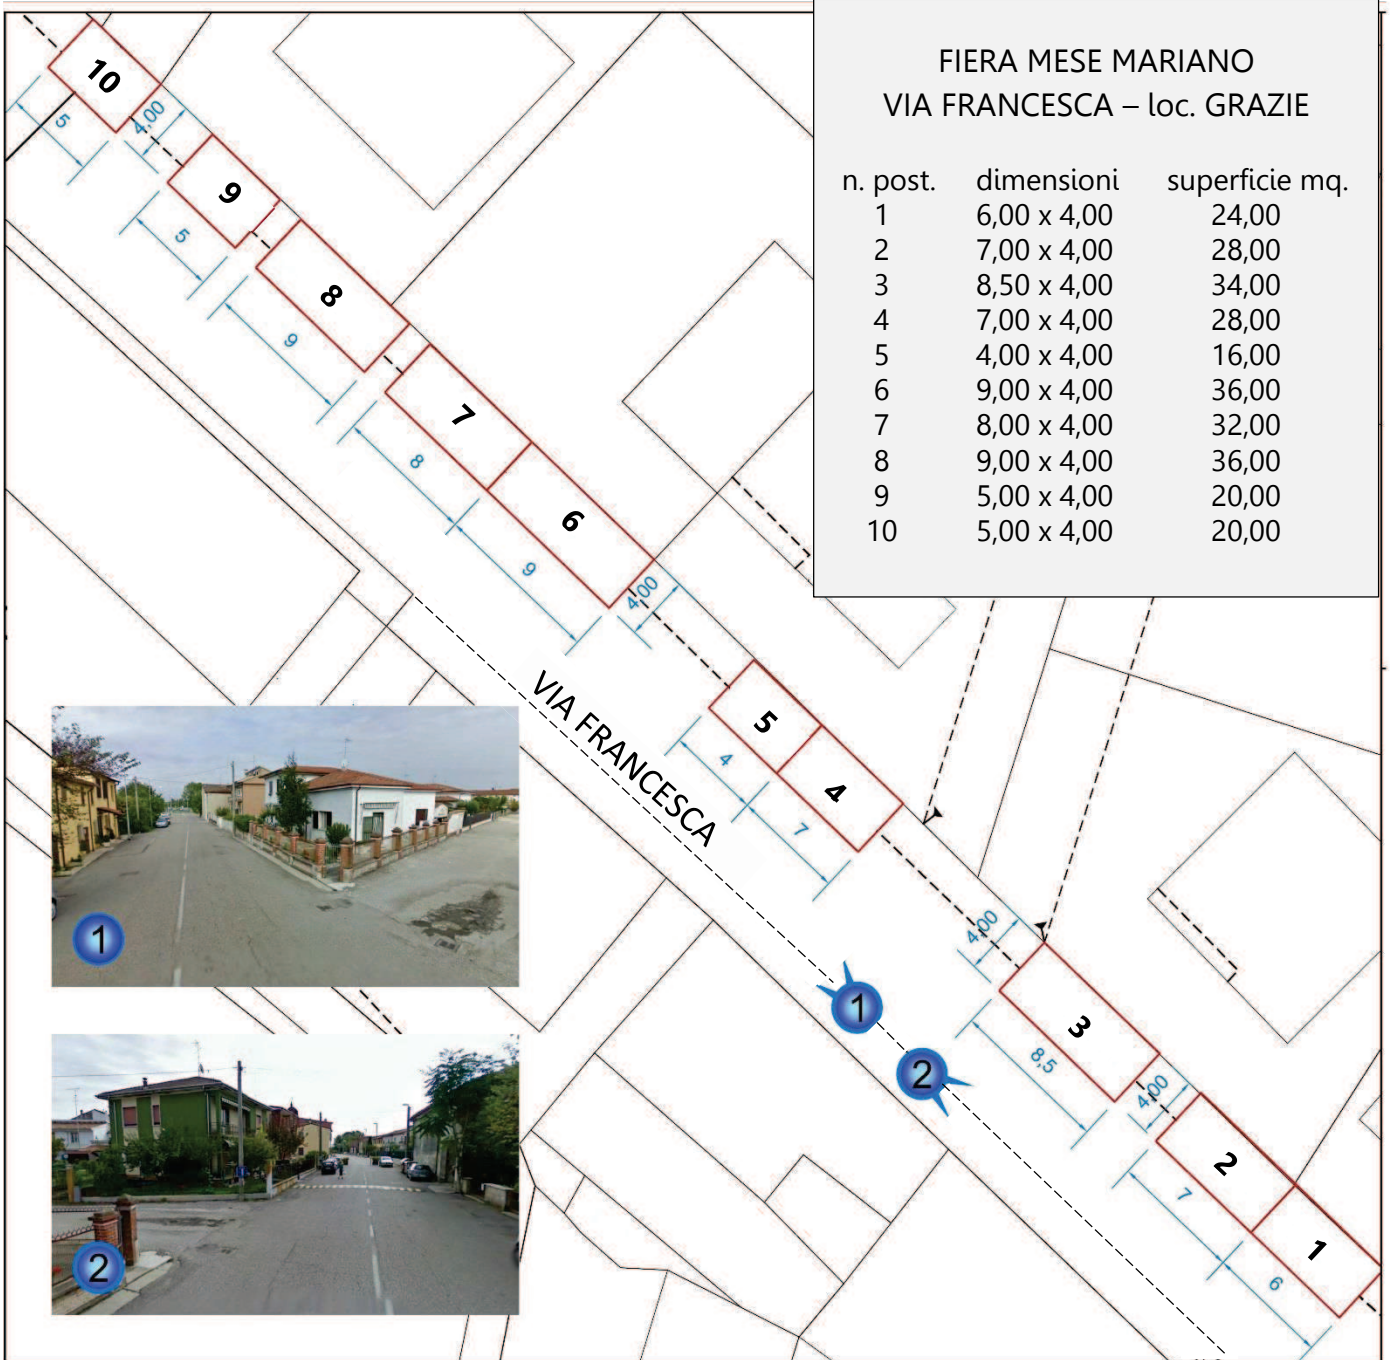 FIERA MESE MARIANO
VIA FRANCESCA – loc. GRAZIE
n. post. dimensioni superficie mq.
1 6,00 x 4,00 24,00
2 7,00 x 4,00 28,00
3 8,50 x 4,00 34,00
4 7,00 x 4,00 28,00
5 4,00 x 4,00 16,00
6 9,00 x 4,00 36,00
7 8,00 x 4,00 32,00
8 9,00 x 4,00 36,00
9 5,00 x 4,00 20,00
10 5,00 x 4,00 20,00
10
5
4,00
9
5
8
9
7
8
6
9
4,00
VIA FRANCESCA
5
4
4
7
4,00
3
8,5
4,00
2
7
1
6
1
2
1
2